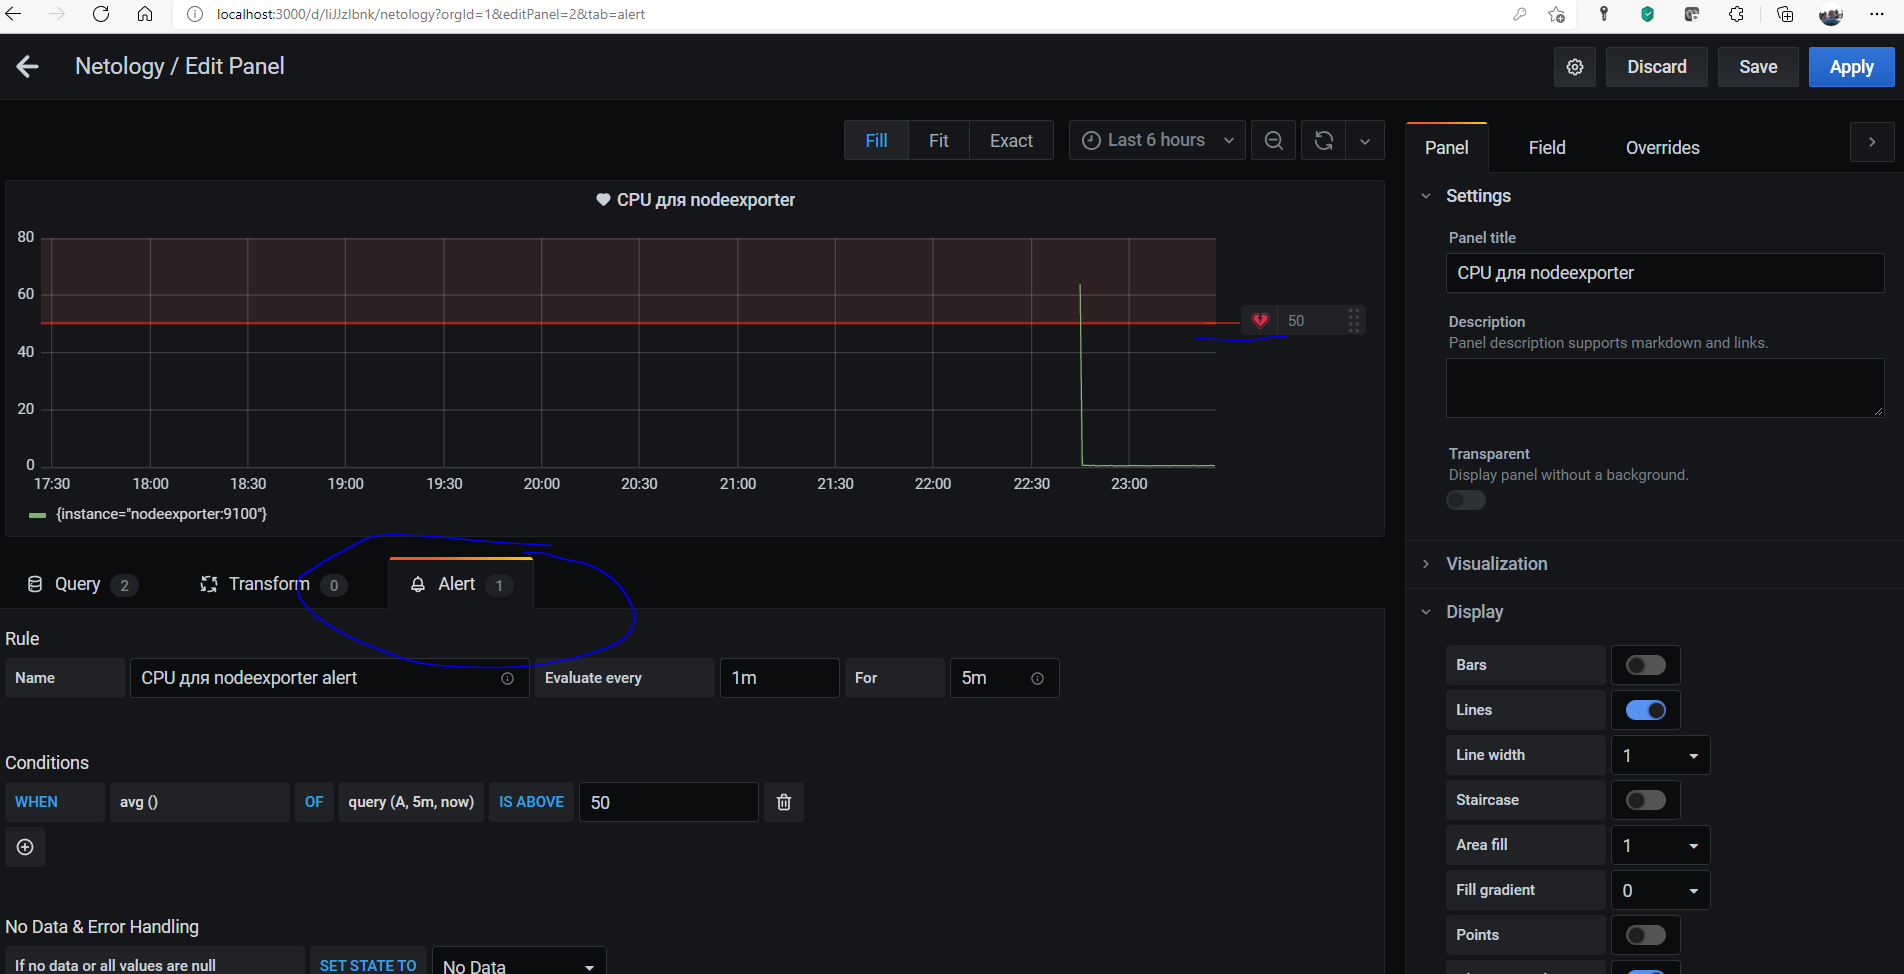 localhost:3000/d/liJJzlbnk/netology?orgId=1&editPanel=2&tab=alert
Netology / Edit Panel
Discard
Save
Apply
Fill
Fit
Exact
Last 6 hours
Panel
Field
Overrides
CPU для nodeexporter
80
60
40
20
0
50
17:30
18:00
18:30
19:00
19:30
20:00
20:30
21:00
21:30
22:00
22:30
23:00
{instance="nodeexporter:9100"}
Query 2
Transform 0
Alert 1
Rule
Name
CPU для nodeexporter alert
Evaluate every
1m
For
5m
Conditions
WHEN
avg ()
OF
query (A, 5m, now)
IS ABOVE
50
No Data & Error Handling
If no data or all values are null
SET STATE TO
No Data
Settings
Panel title
CPU для nodeexporter
Description
Panel description supports markdown and links.
Transparent
Display panel without a background.
Visualization
Display
Bars
Lines
Line width
1
Staircase
Area fill
1
Fill gradient
0
Points